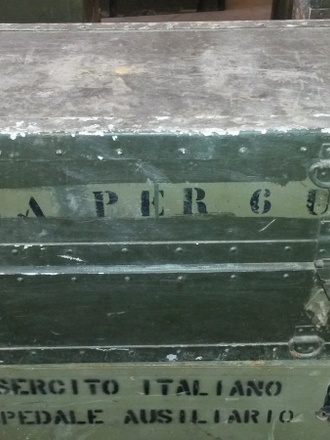 A PER 6 U
SERCITO ITALIANO
PEDALE AUSILIARIO